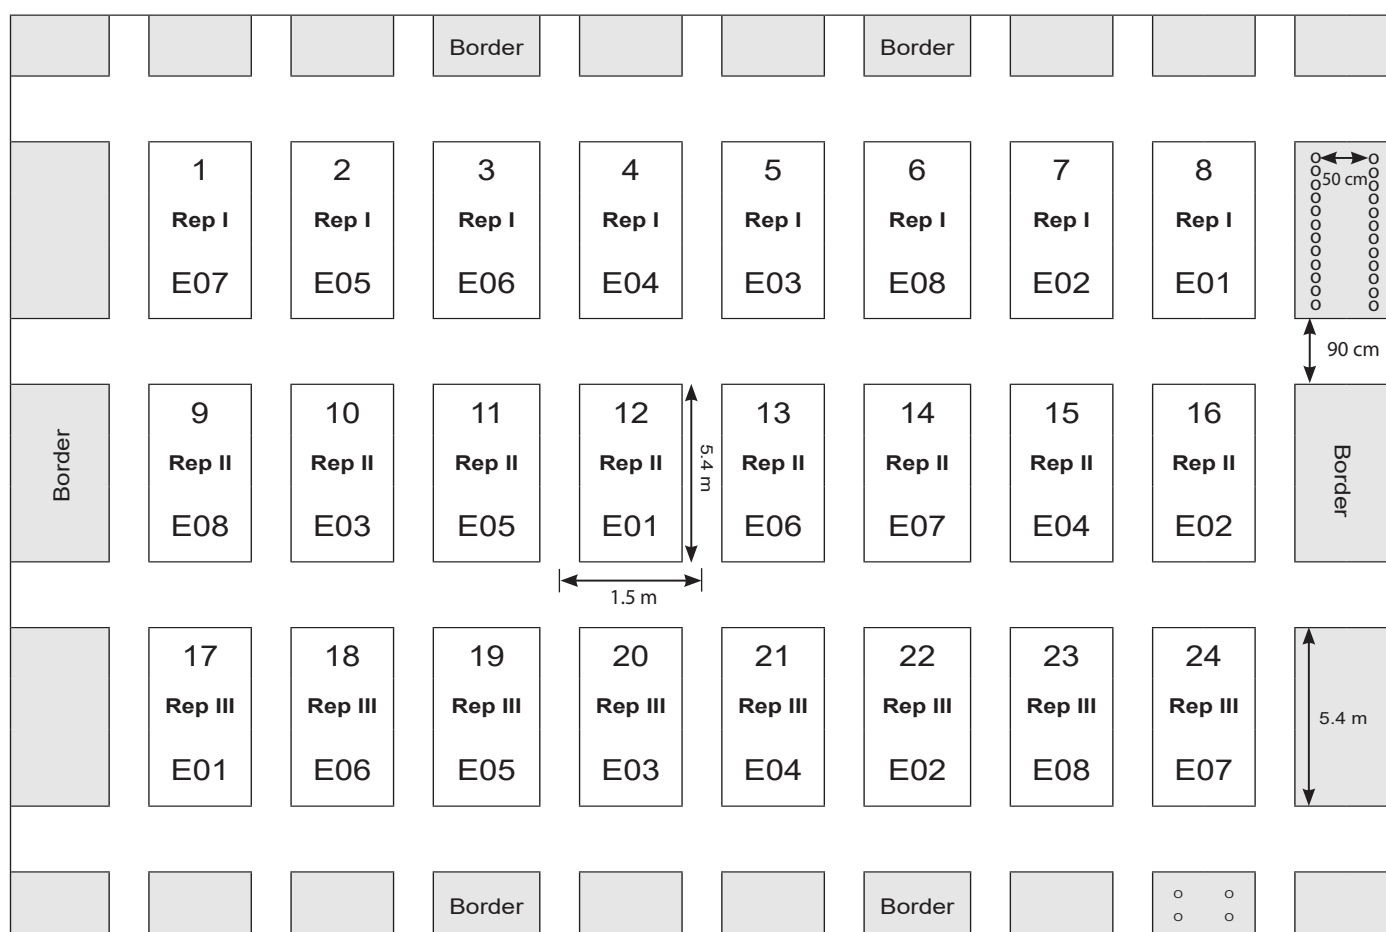 Border Border
1 2 3 4 5 6 7 8
Rep I Rep I Rep I Rep I Rep I Rep I Rep I Rep I
E07 E05 E06 E04 E03 E08 E02 E01
50 cm
90 cm
9 10 11 12 13 14 15 16
Rep II Rep II Rep II Rep II Rep II Rep II Rep II Rep II
E08 E03 E05 E01 E06 E07 E04 E02
Border
5.4 m
Border
1.5 m
17 18 19 20 21 22 23 24
Rep III Rep III Rep III Rep III Rep III Rep III Rep III Rep III
E01 E06 E05 E03 E04 E02 E08 E07
5.4 m
Border Border